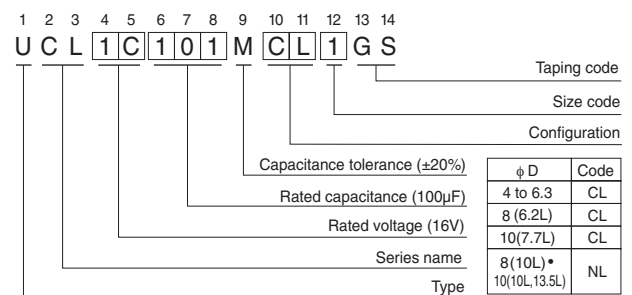 1 2 3 4 5 6 7 8 9 10 11 12 13 14
U C L 1 C 1 0 1 M C L 1 G S
Taping code
Size code
Configuration
Capacitance tolerance (±20%)
Rated capacitance (100µF)
Rated voltage (16V)
Series name
Type
ϕ D Code
4 to 6.3 CL
8 (6.2L) CL
10(7.7L) CL
8(10L) •
10(10L,13.5L) NL